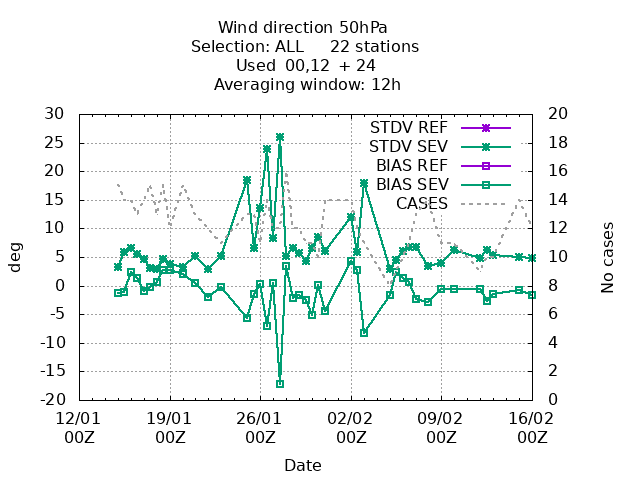 Wind direction 50hPa
Selection: ALL 22 stations
Used 00,12 + 24
Averaging window: 12h
30
25
20
15
10
5
0
-5
-10
-15
-20
deg
STDV REF
STDV SEV
BIAS REF
BIAS SEV
CASES
20
18
16
14
12
10
8
6
4
2
0
No cases
12/01 19/01 26/01 02/02 09/02 16/02
00Z 00Z 00Z 00Z 00Z 00Z
Date